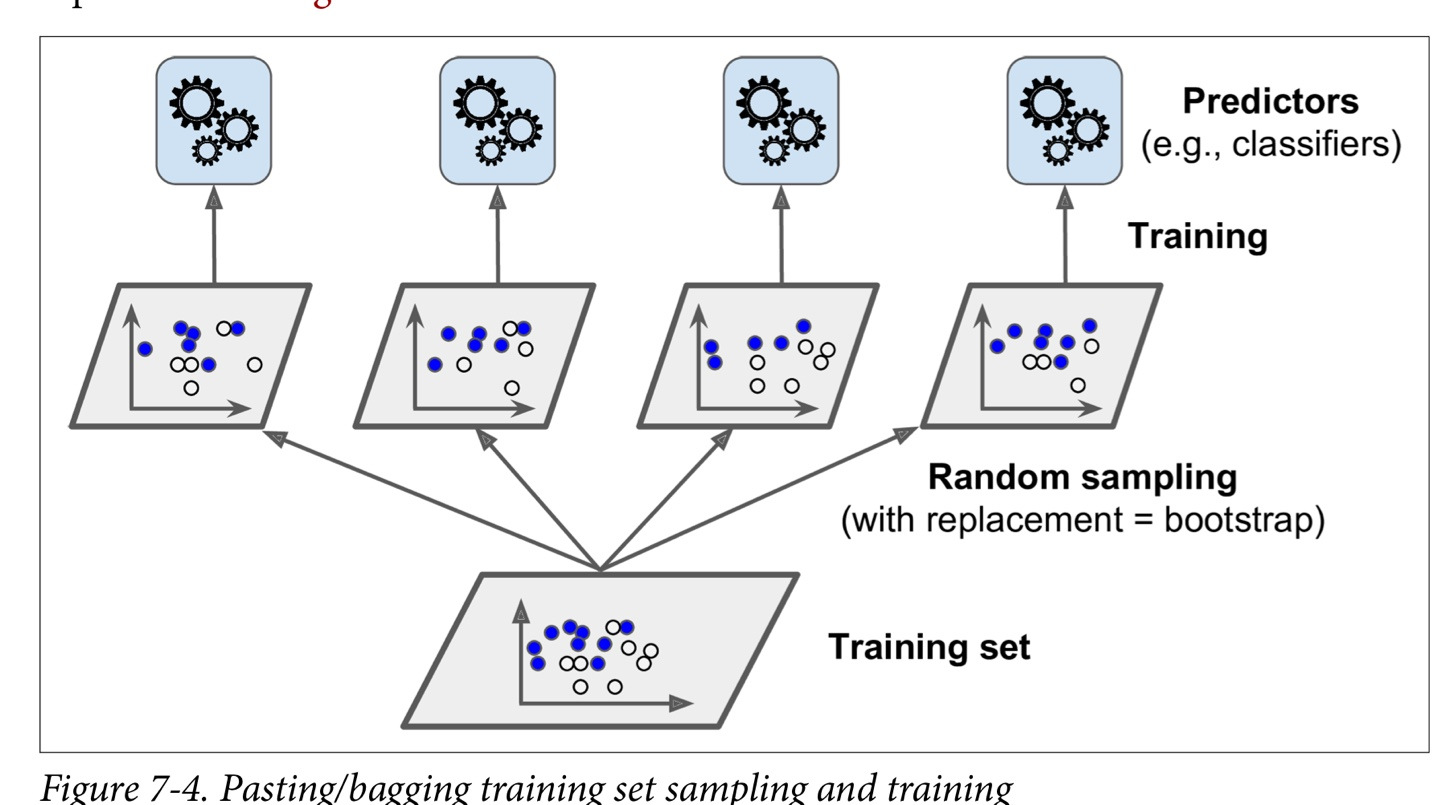 Predictors
(e.g., classifiers)
Training
Random sampling
(with replacement = bootstrap)
Training set
Figure 7-4. Pasting/bagging training set sampling and training